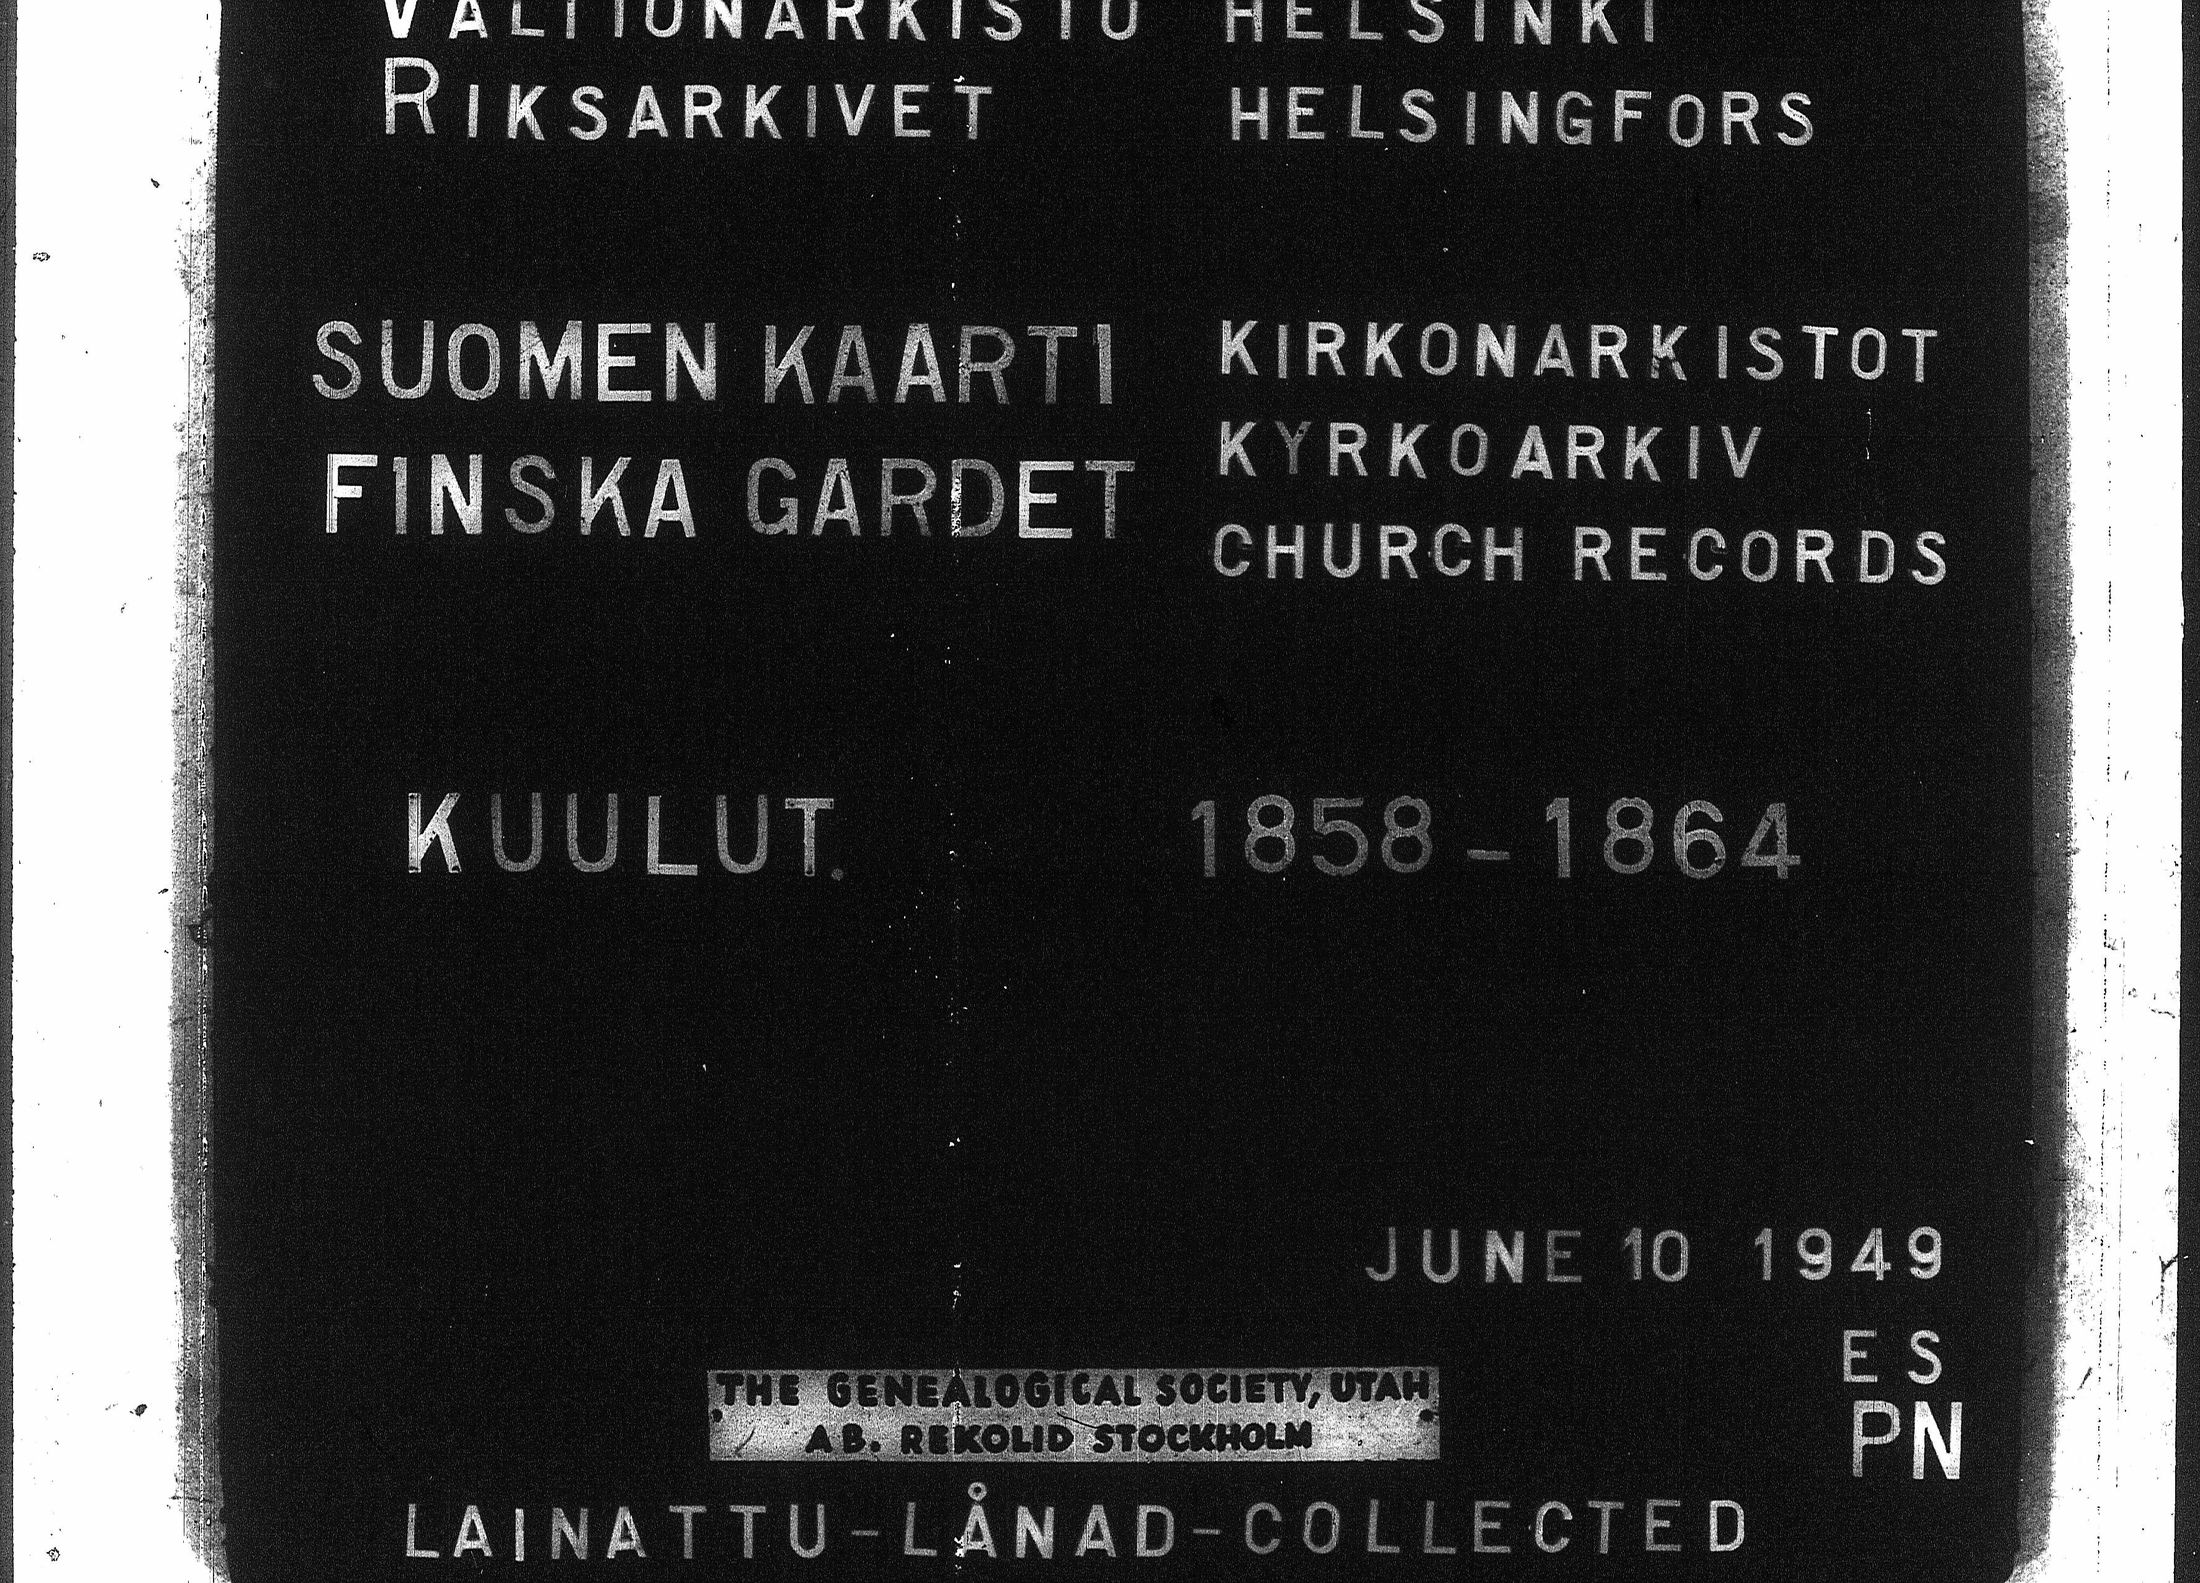 VALTIONARKISTO HELSINKI
RIKSARKIVET HELSINGFORS
SUOMEN KAARTI
FINSKA GARDET
KIRKONARKISTOT
KYRKOARKIV
CHURCH RECORDS
KUULUT. 1858-1864
JUNE 10 1949
ES
PN
THE GENEALOGICAL SOCIETY, UTAH
AB. REKOLID STOCKHOLM
LAINATTU-LÅNAD-COLLECTED